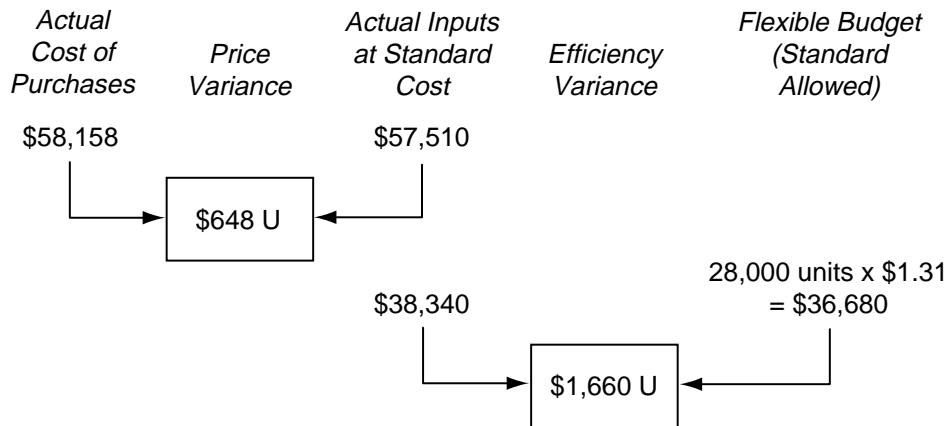 Actual
Cost of
Purchases
Price
Variance
Actual Inputs
at Standard
Cost
Efficiency
Variance
Flexible Budget
(Standard
Allowed)
$58,158
$57,510
$648 U
$38,340
28,000 units x $1.31
= $36,680
$1,660 U